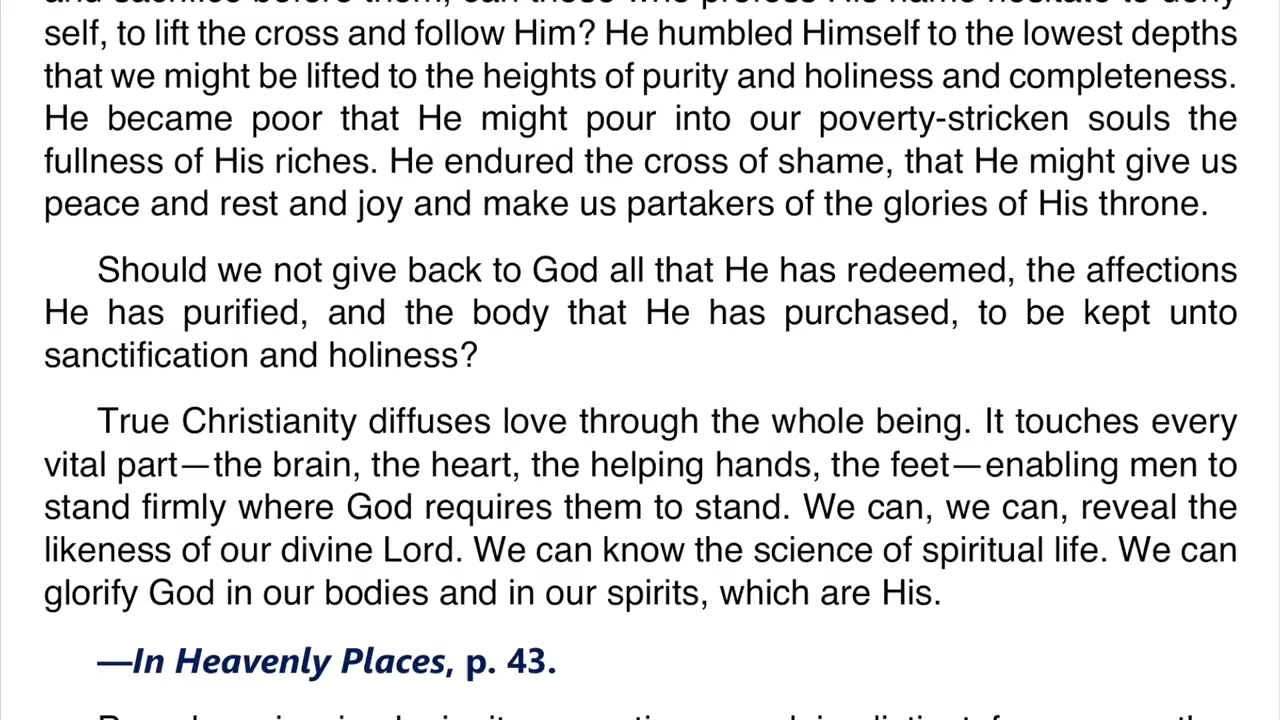 self, to lift the cross and follow Him? He humbled Himself to the lowest depths
that we might be lifted to the heights of purity and holiness and completeness.
He became poor that He might pour into our poverty-stricken souls the
fullness of His riches. He endured the cross of shame, that He might give us
peace and rest and joy and make us partakers of the glories of His throne.
Should we not give back to God all that He has redeemed, the affections
He has purified, and the body that He has purchased, to be kept unto
sanctification and holiness?
True Christianity diffuses love through the whole being. It touches every
vital part—the brain, the heart, the helping hands, the feet—enabling men to
stand firmly where God requires them to stand. We can, we can, reveal the
likeness of our divine Lord. We can know the science of spiritual life. We can
glorify God in our bodies and in our spirits, which are His.
—In Heavenly Places, p. 43.